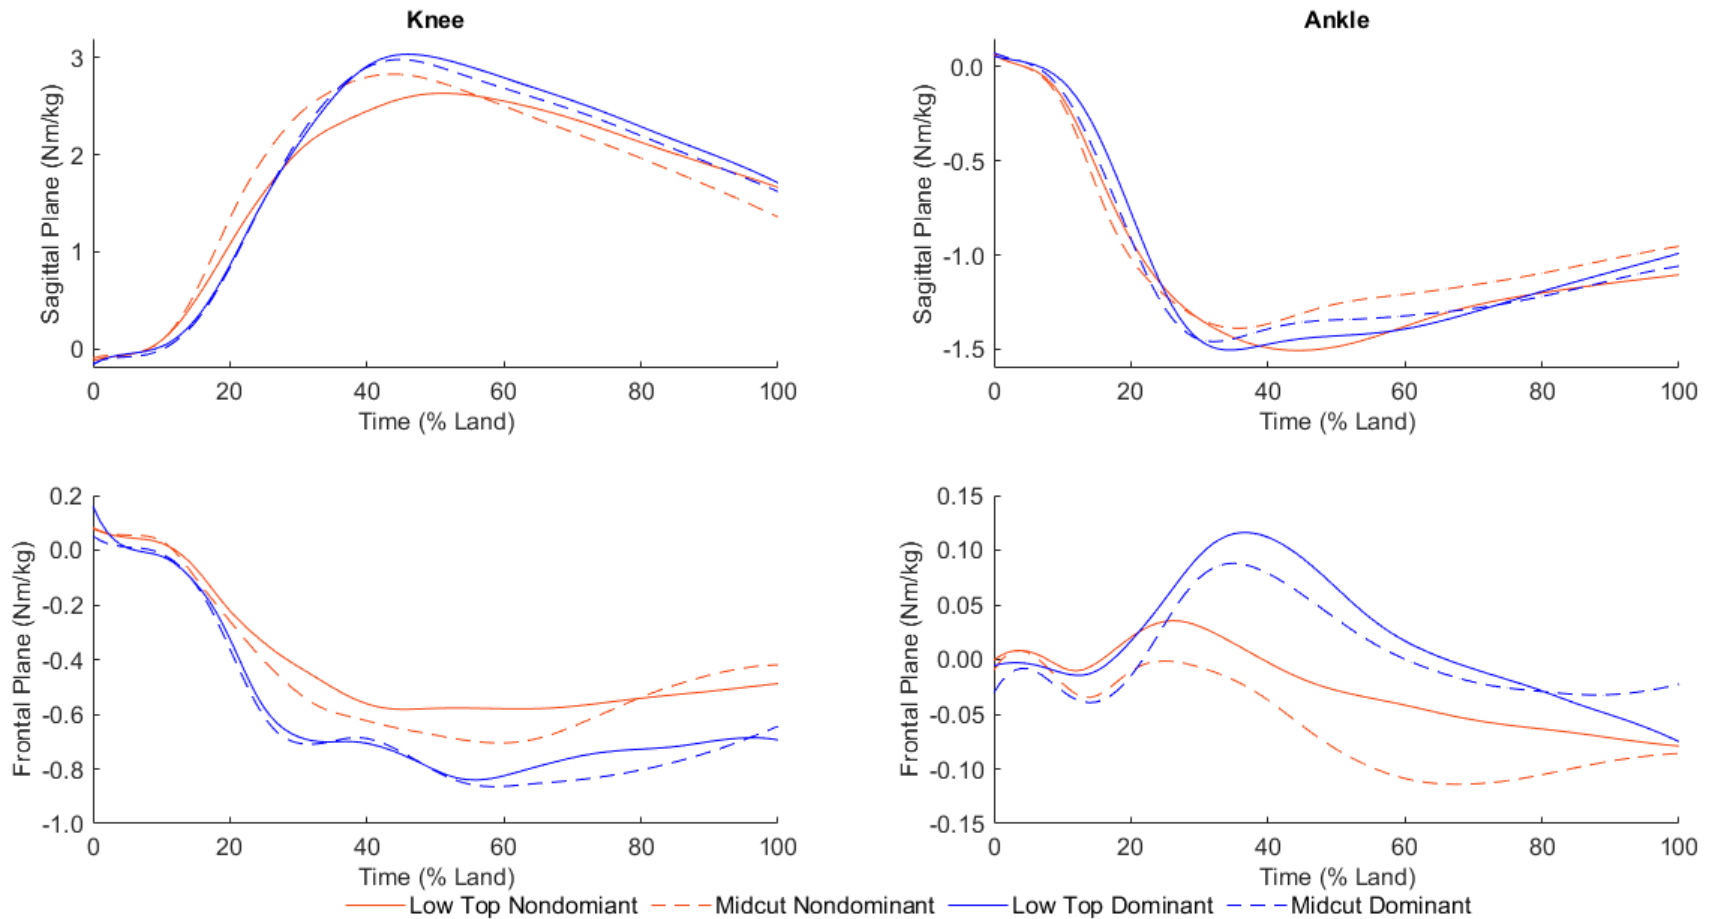 Knee
Sagittal Plane (Nm/kg)
3
2
1
0
0 20 40 60 80 100
Time (% Land)
Ankle
Sagittal Plane (Nm/kg)
0.0
-0.5
-1.0
-1.5
0 20 40 60 80 100
Time (% Land)
Frontal Plane (Nm/kg)
0.2
0.0
-0.2
-0.4
-0.6
-0.8
-1.0
0 20 40 60 80 100
Time (% Land)
Frontal Plane (Nm/kg)
0.15
0.10
0.05
0.00
-0.05
-0.10
-0.15
0 20 40 60 80 100
Time (% Land)
Low Top Nondomiant Midcut Nondominant Low Top Dominant Midcut Dominant